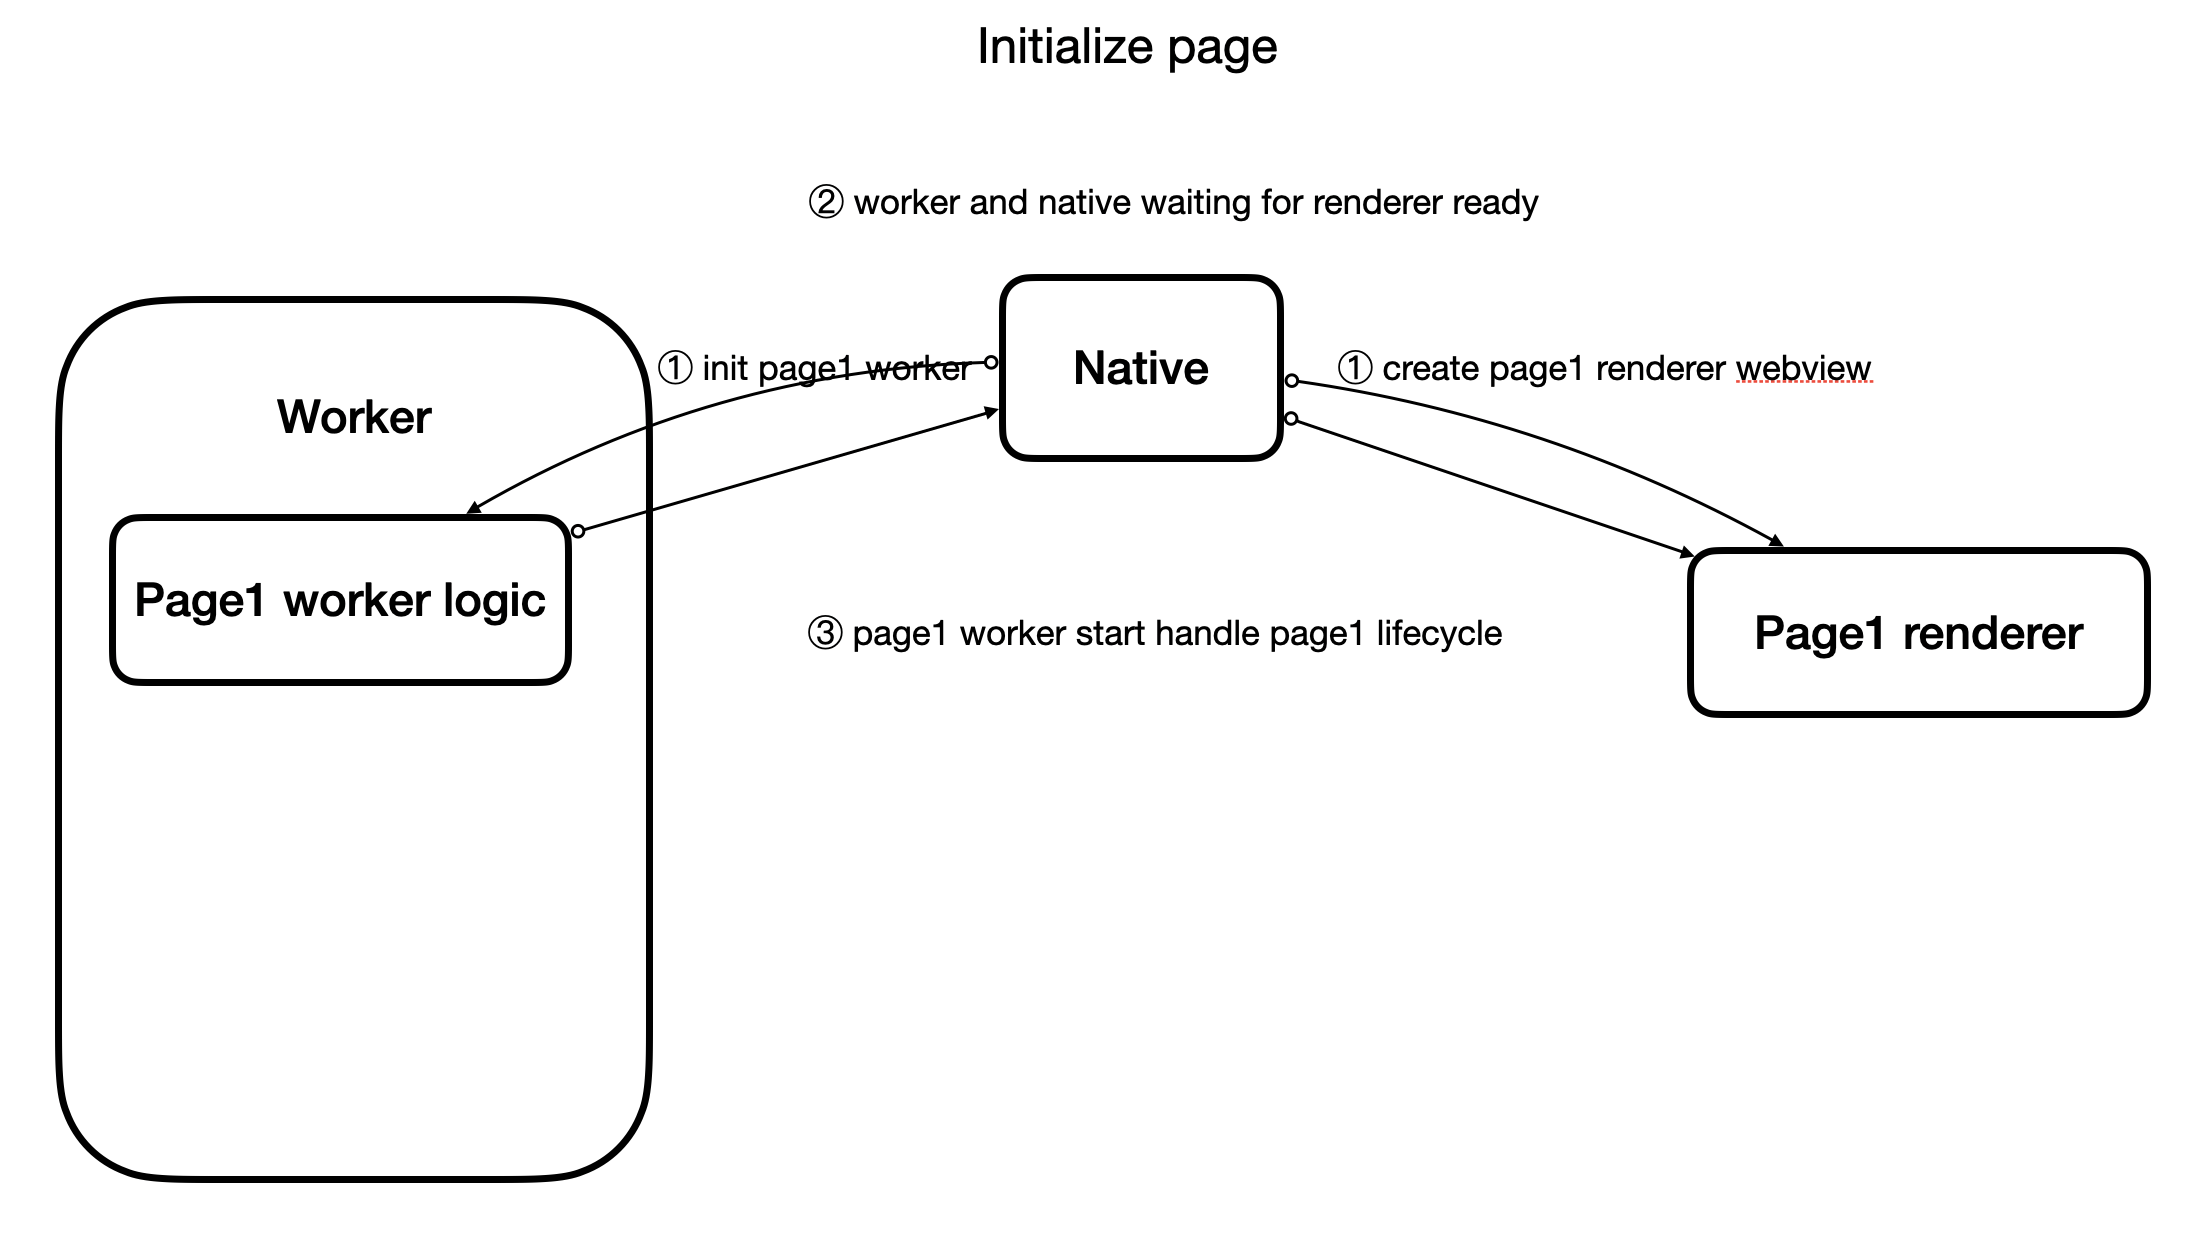 Initialize page
② worker and native waiting for renderer ready
① init page1 worker
Native
① create page1 renderer webview
Worker
Page1 worker logic
③ page1 worker start handle page1 lifecycle
Page1 renderer